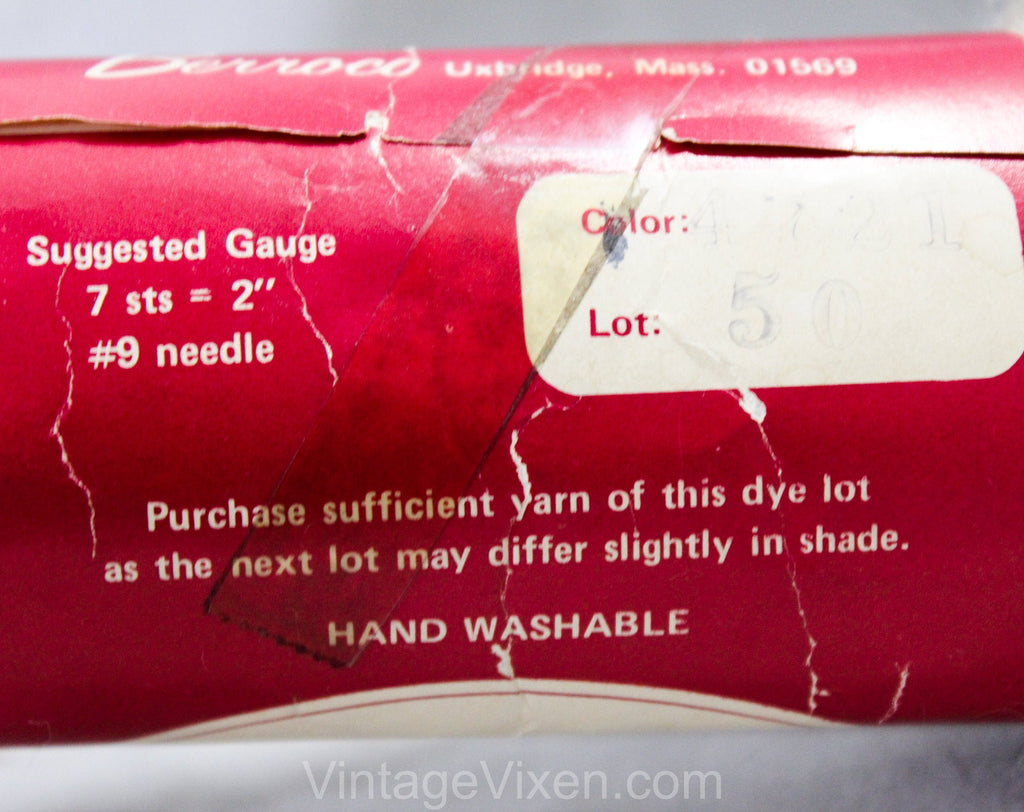 Berroco Uxbridge, Mass. 01569
Suggested Gauge
7 sts = 2"
#9 needle
Color: 4721
Lot: 50
Purchase sufficient yarn of this dye lot
as the next lot may differ slightly in shade.
HAND WASHABLE
VintageVixen.com